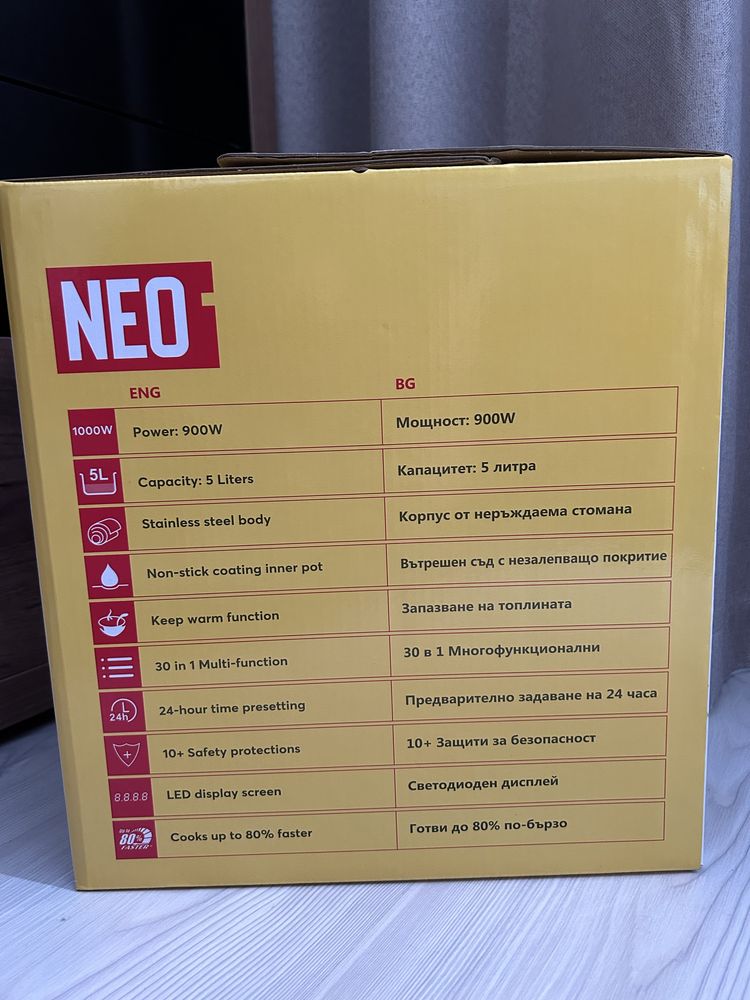 NEO
ENG BG
1000W Power: 900W Мощност: 900W
5L Capacity: 5 Liters Капацитет: 5 литра
Stainless steel body Корпус от неръждаема стомана
Non-stick coating inner pot Вътрешен съд с незалепващо покритие
Keep warm function Запазване на топлината
30 in 1 Multi-function 30 в 1 Многофункционални
24h 24-hour time presetting Предварително задаване на 24 часа
10+ Safety protections 10+ Защити за безопасност
8.8.8.8 LED display screen Светодиоден дисплей
80% FASTER Cooks up to 80% faster Готви до 80% по-бързо